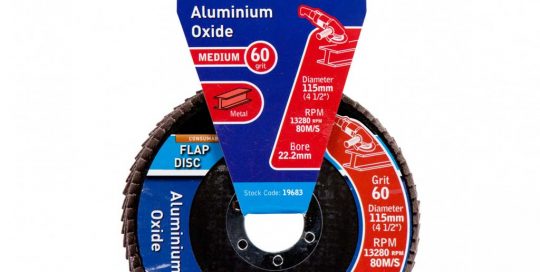 Aluminium
Oxide
MEDIUM 60
grit
Metal
Diameter
115mm
(4 1/2")
RPM
13280 RPM
80M/S
Bore
22.2mm
Stock Code: 19683
FLAP
DISC
Aluminium
Oxide
Grit
60
Diameter
115mm
(4 1/2")
RPM
13280 RPM
80M/S